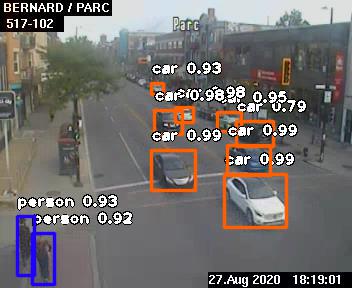 BERNARD / PARC
517-102
Parc
car 0.93
car 0.98
car 0.95
car 0.79
car 0.99
car 0.99
car 0.99
person 0.93
person 0.92
27.Aug 2020 18:19:01